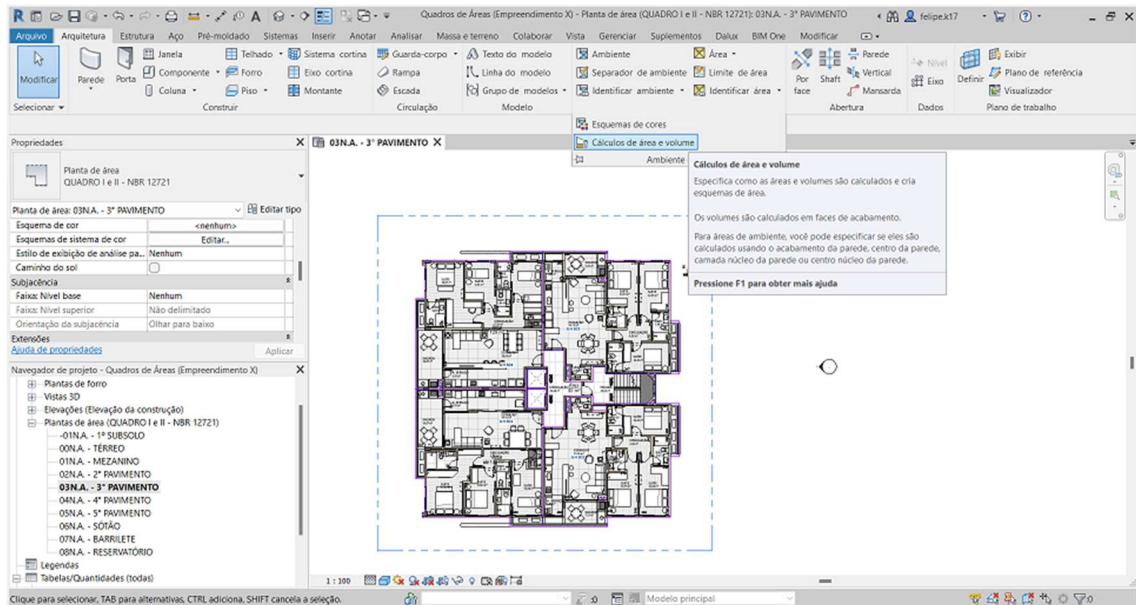 Quadros de Áreas (Empreendimento X) - Planta de área (QUADRO I e II - NBR 12721): 03N.A. - 3° PAVIMENTO
felipe.k17
Arquivo Arquitetura Estrutura Aço Pré-moldado Sistemas Inserir Anotar Analisar Massa e terreno Colaborar Vista Gerenciar Suplementos Dalux BIM One Modificar
Janela Telhado Sistema cortina Guarda-corpo Texto do modelo Ambiente Área Parede Exibir
Modificar Parede Porta Componente Forro Eixo cortina Rampa Linha do modelo Separador de ambiente Limite de área Por face Shaft Vertical Nível Eixo Definir Plano de referência
Coluna Piso Montante Escada Grupo de modelos Identificar ambiente Identificar área Mansarda Visualizador
Selecionar Construir Circulação Modelo Abertura Dados Plano de trabalho
Esquemas de cores
Cálculos de área e volume
Ambiente
Cálculos de área e volume
Especifica como as áreas e volumes são calculados e cria
esquemas de área.
Os volumes são calculados em faces de acabamento.
Para áreas de ambiente, você pode especificar se eles são
calculados usando o acabamento da parede, centro da parede,
camada núcleo da parede ou centro núcleo da parede.
Pressione F1 para obter mais ajuda
Propriedades
03N.A. - 3° PAVIMENTO
Planta de área
QUADRO I e II - NBR 12721
Planta de área: 03N.A. - 3° PAVIMENTO Editar tipo
Esquema de cor <nenhum>
Esquemas de sistema de cor Editar...
Estilo de exibição de análise pa... Nenhum
Caminho do sol
Subjacência
Faixa: Nível base Nenhum
Faixa: Nível superior Não delimitado
Orientação da subjacência Olhar para baixo
Extensões
Ajuda de propriedades Aplicar
Navegador de projeto - Quadros de Áreas (Empreendimento X)
Plantas de forro
Vistas 3D
Elevações (Elevação da construção)
Plantas de área (QUADRO I e II - NBR 12721)
-01N.A. - 1º SUBSOLO
00N.A. - TÉRREO
01N.A. - MEZANINO
02N.A. - 2° PAVIMENTO
03N.A. - 3° PAVIMENTO
04N.A. - 4° PAVIMENTO
05N.A. - 5° PAVIMENTO
06N.A. - SÓTÃO
07N.A. - BARRILETE
08N.A. - RESERVATÓRIO
Legendas
Tabelas/Quantidades (todas)
1 : 100
Clique para selecionar, TAB para alternativas, CTRL adiciona, SHIFT cancela a seleção. :0 Modelo principal :0